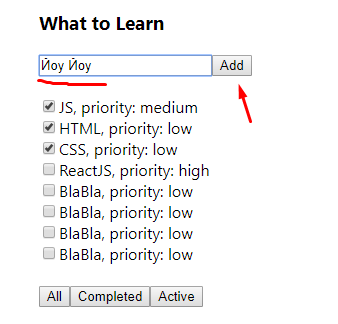 What to Learn
Йоу Йоу Add
JS, priority: medium
HTML, priority: low
CSS, priority: low
ReactJS, priority: high
BlaBla, priority: low
BlaBla, priority: low
BlaBla, priority: low
BlaBla, priority: low
All Completed Active